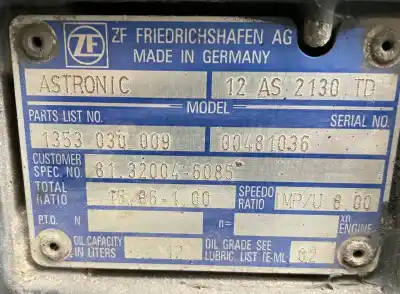 ZF ZF FRIEDRICHSHAFEN AG
MADE IN GERMANY
ASTRONIC 12 AS 2130 TD
MODEL
PARTS LIST NO. SERIAL NO.
1353 030 009 00481036
CUSTOMER SPEC. NO. 81.32004-6085
TOTAL RATIO 15.86-1.00 SPEEDO RATIO IMP/U 6.00
P.T.O. N n= xn ENGINE
OIL CAPACITY IN LITERS 12 OIL GRADE SEE LUBRIC. LIST TE-ML 02